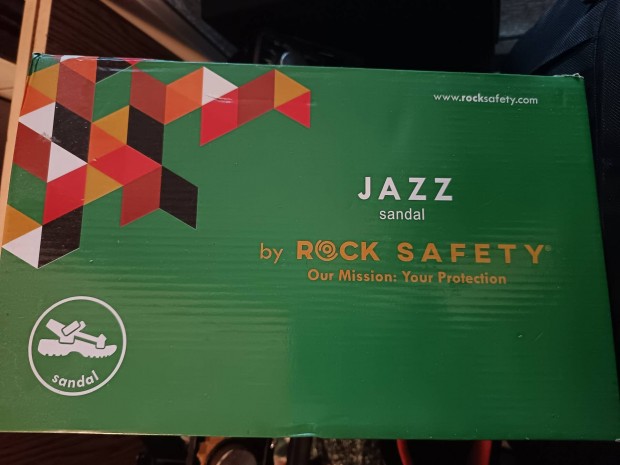 www.rocksafety.com
JAZZ
sandal
by ROCK SAFETY®
Our Mission: Your Protection
sandal